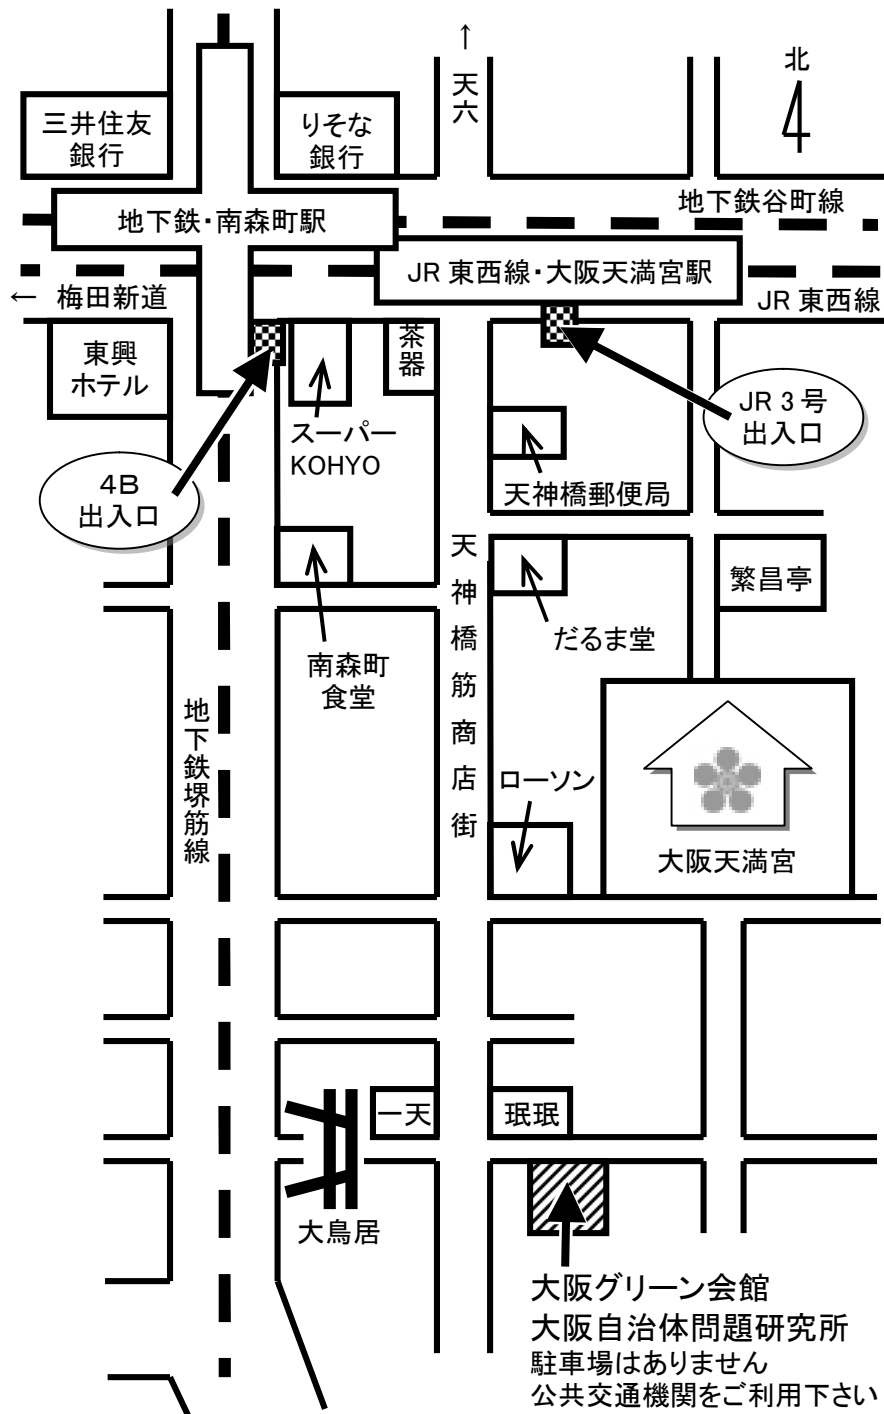 ↑
天六
北
三井住友
銀行
りそな
銀行
地下鉄谷町線
地下鉄・南森町駅
JR東西線・大阪天満宮駅
← 梅田新道
JR東西線
東興
ホテル
茶器
JR3号
出入口
スーパー
KOHYO
4B
出入口
天神橋郵便局
天神橋筋商店街
繁昌亭
だるま堂
南森町
食堂
地下鉄堺筋線
ローソン
大阪天満宮
一天
珉珉
大鳥居
大阪グリーン会館
大阪自治体問題研究所
駐車場はありません
公共交通機関をご利用下さい